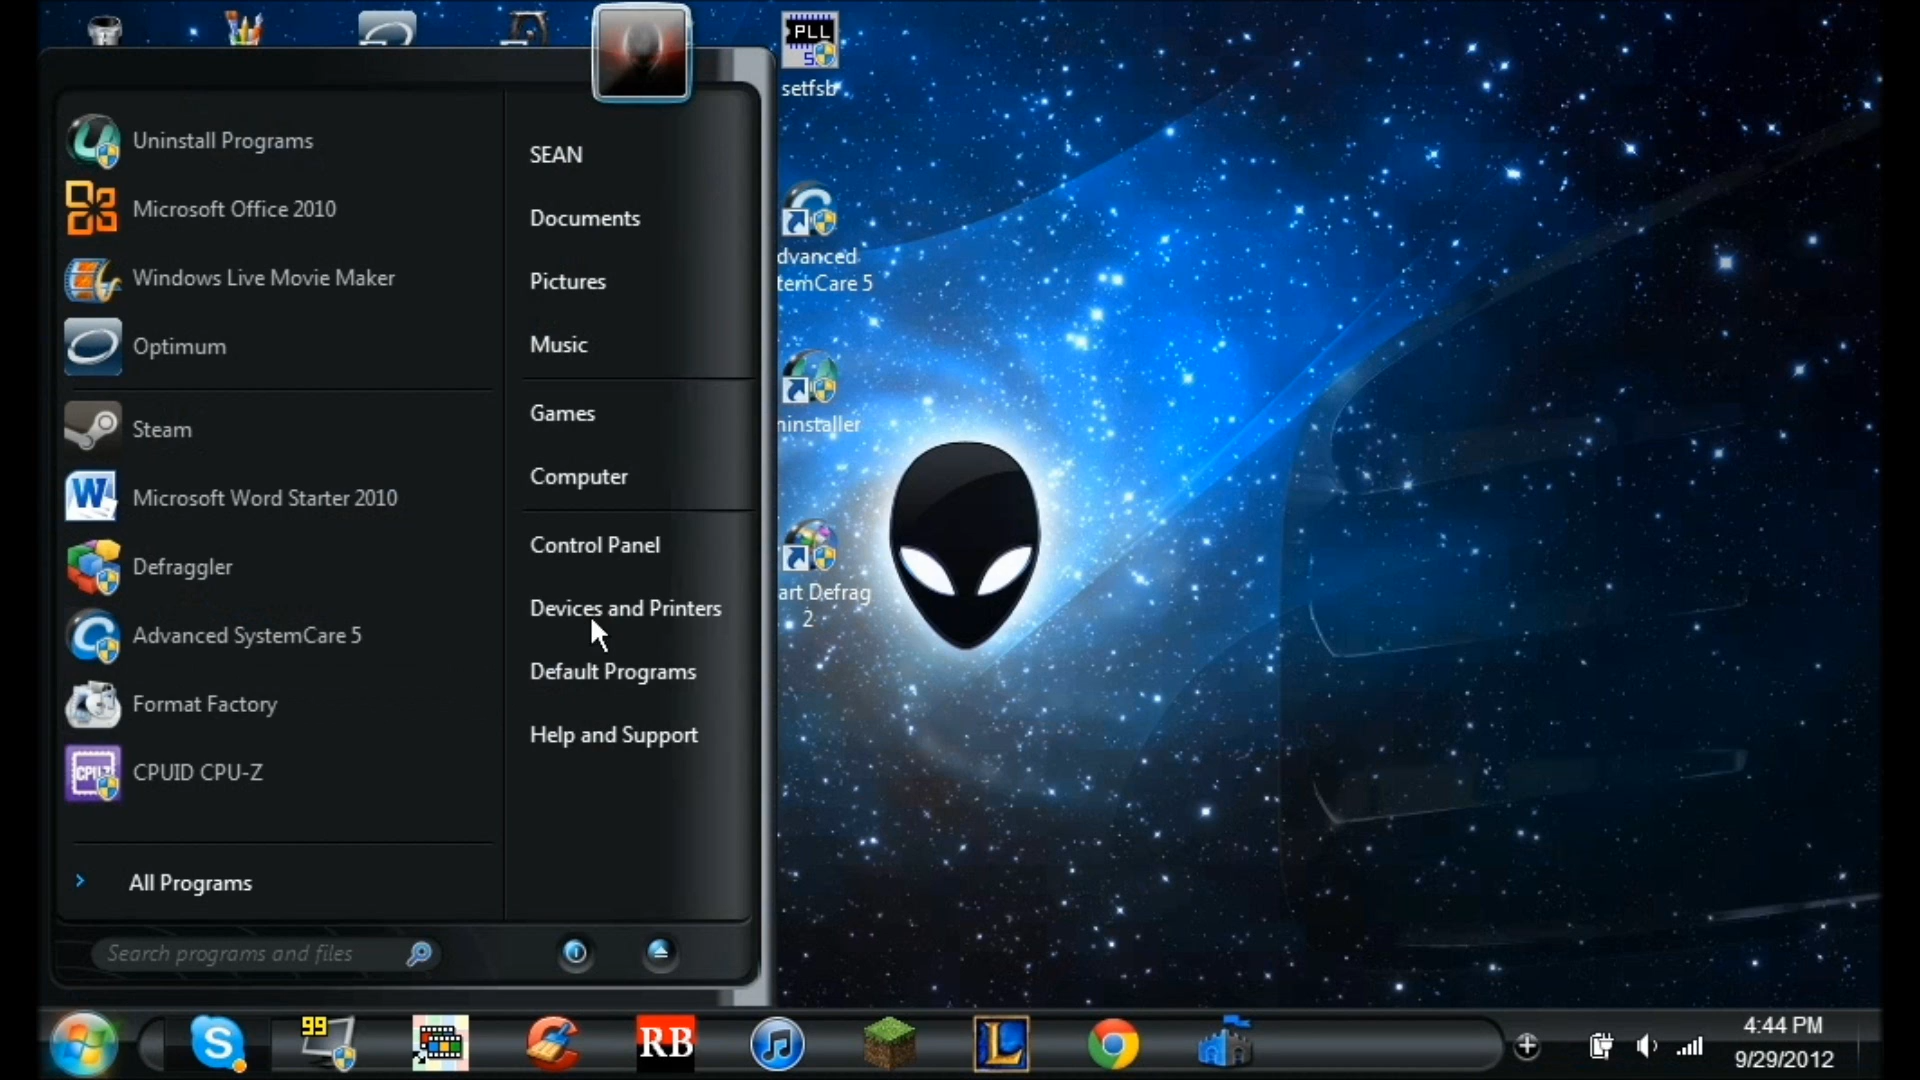 PLL
S
setfsb
Uninstall Programs
Microsoft Office 2010
Windows Live Movie Maker
Optimum
Steam
Microsoft Word Starter 2010
Defraggler
Advanced SystemCare 5
Format Factory
CPUID CPU-Z
All Programs
Search programs and files
SEAN
Documents
Pictures
Music
Games
Computer
Control Panel
Devices and Printers
Default Programs
Help and Support
dvanced
temCare 5
ninstaller
art Defrag
2
W
CPU-Z
S
99
RB
L
4:44 PM
9/29/2012